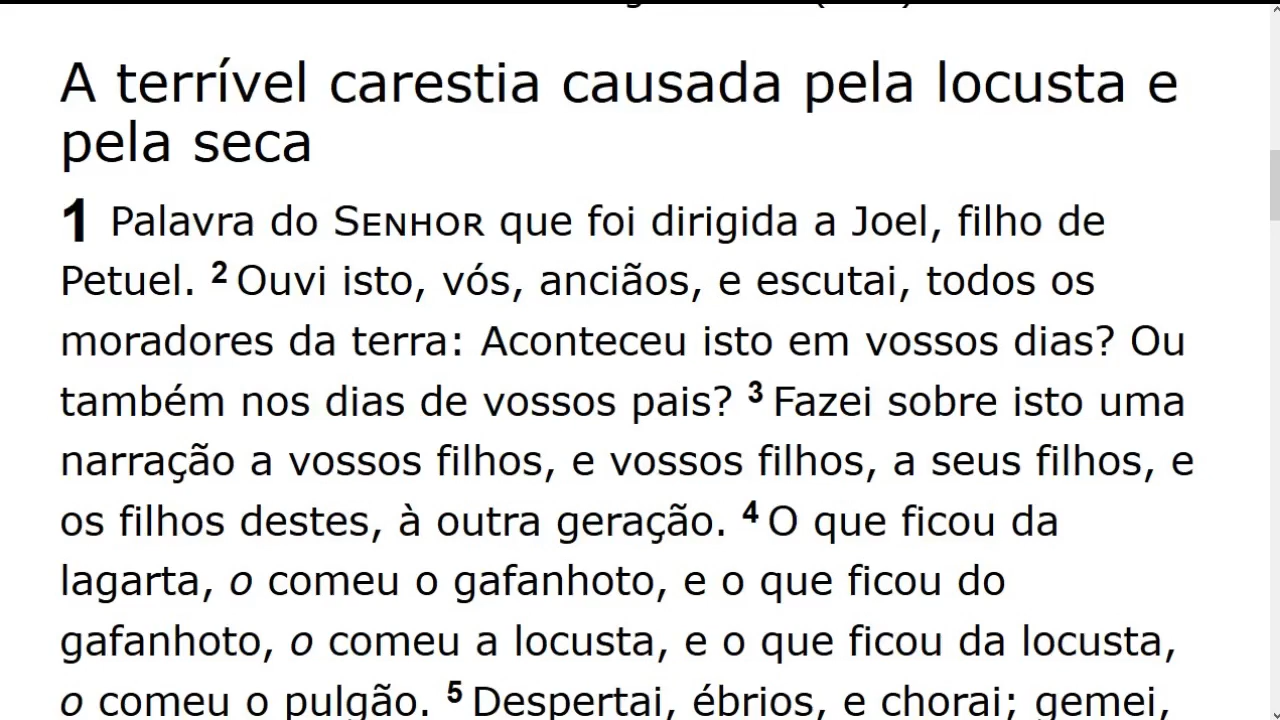 A terrível carestia causada pela locusta e
pela seca
1 Palavra do SENHOR que foi dirigida a Joel, filho de
Petuel. 2 Ouvi isto, vós, anciãos, e escutai, todos os
moradores da terra: Aconteceu isto em vossos dias? Ou
também nos dias de vossos pais? 3 Fazei sobre isto uma
narração a vossos filhos, e vossos filhos, a seus filhos, e
os filhos destes, à outra geração. 4 O que ficou da
lagarta, o comeu o gafanhoto, e o que ficou do
gafanhoto, o comeu a locusta, e o que ficou da locusta,
o comeu o pulgão. 5 Despertai, ébrios, e chorai; gemei,